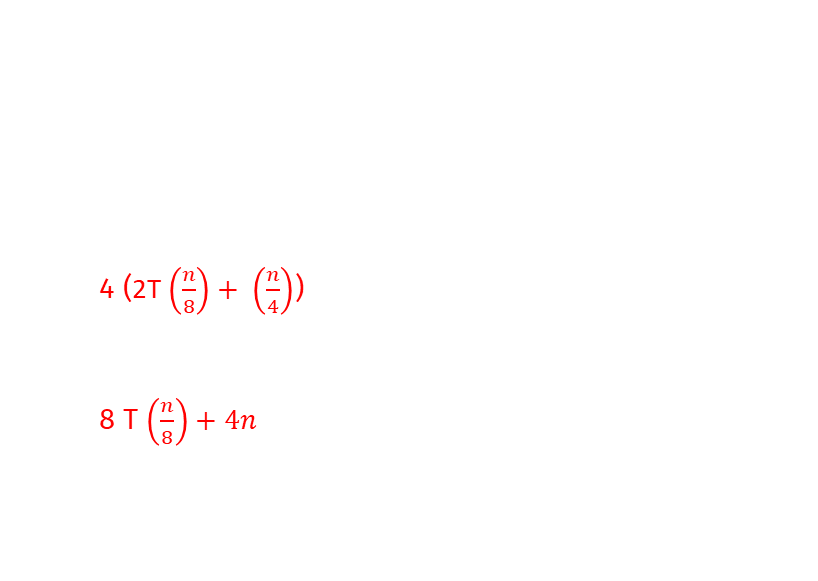 4 (2T (n/8) + (n/4))
8 T (n/8) + 4n